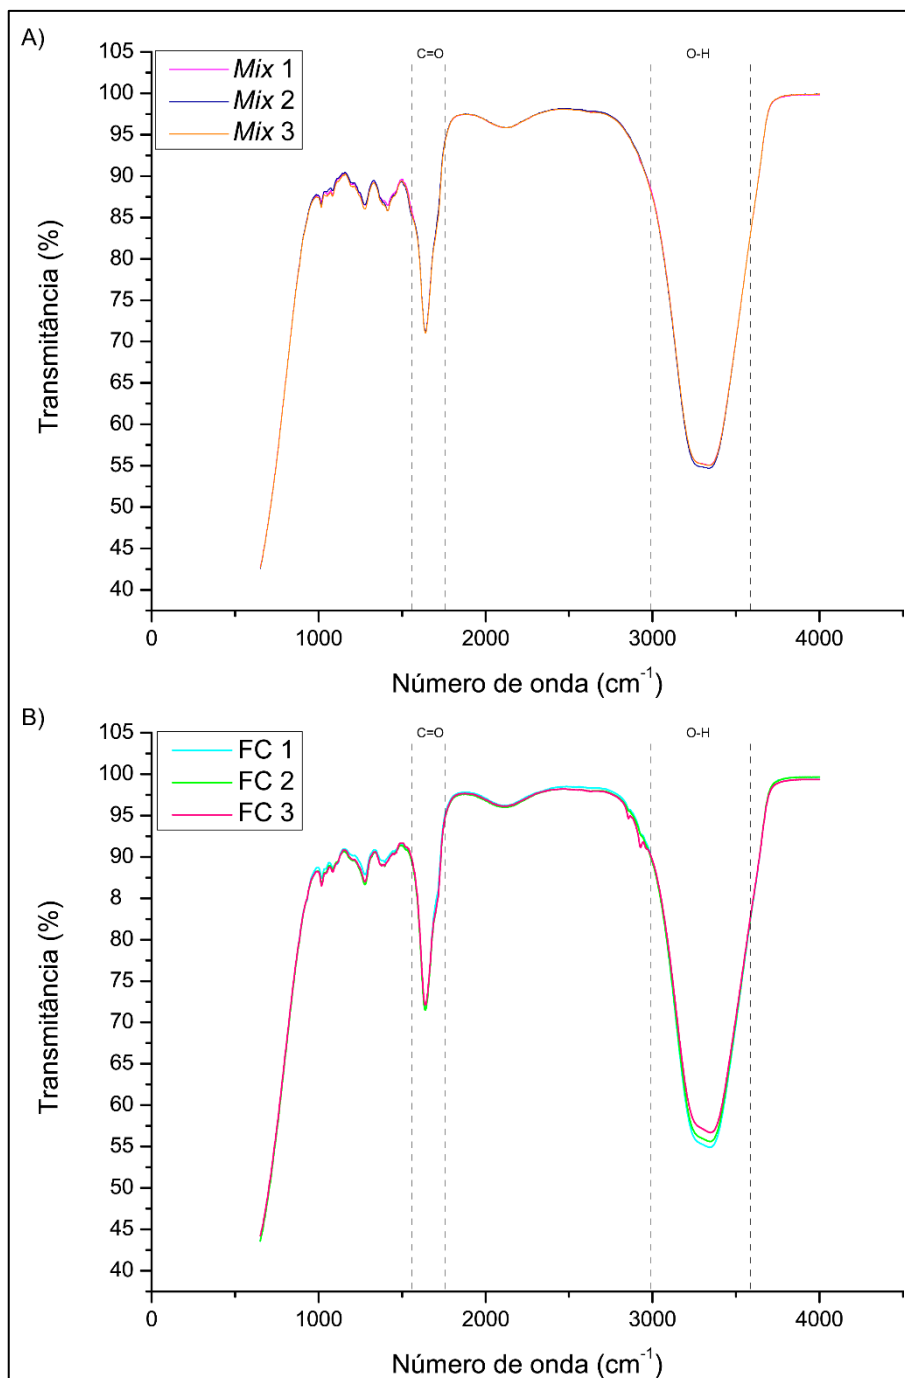 A)
105
C=O
O-H
Mix 1
Mix 2
Mix 3
100
95
90
85
80
75
70
65
60
55
50
45
40
Transmitância (%)
0
1000
2000
3000
4000
Número de onda (cm⁻¹)
B)
105
C=O
O-H
FC 1
FC 2
FC 3
100
95
90
8
80
75
70
65
60
55
50
45
40
Transmitância (%)
0
1000
2000
3000
4000
Número de onda (cm⁻¹)